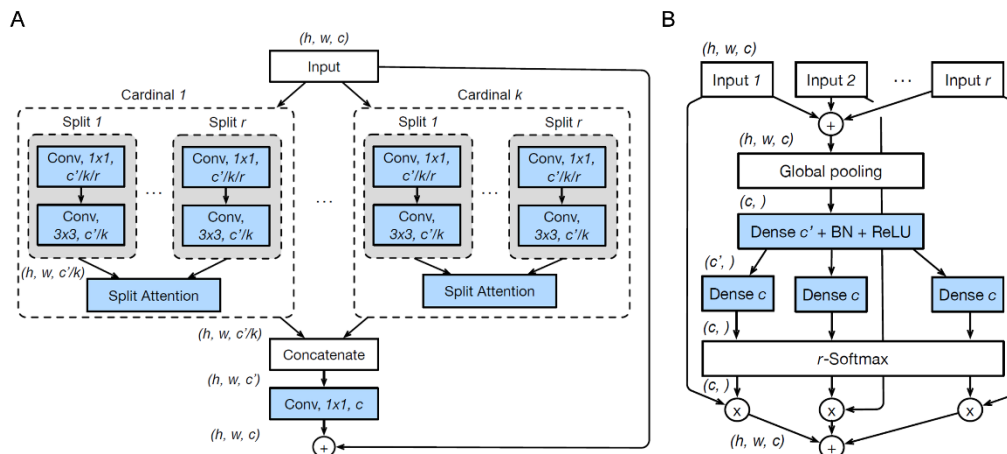 A
(h, w, c)
Input
Cardinal 1
Cardinal k
Split 1
Split r
Split 1
Split r
Conv, 1x1,
c'/k/r
Conv, 1x1,
c'/k/r
Conv, 1x1,
c'/k/r
Conv, 1x1,
c'/k/r
...
...
...
Conv,
3x3, c'/k
Conv,
3x3, c'/k
Conv,
3x3, c'/k
Conv,
3x3, c'/k
(h, w, c'/k)
Split Attention
Split Attention
(h, w, c'/k)
Concatenate
(h, w, c')
Conv, 1x1, c
(h, w, c)
+
B
(h, w, c)
Input 1
Input 2
...
Input r
+
(h, w, c)
Global pooling
(c, )
Dense c' + BN + ReLU
(c', )
Dense c
Dense c
Dense c
(c, )
r-Softmax
(c, )
x
x
x
(h, w, c)
+